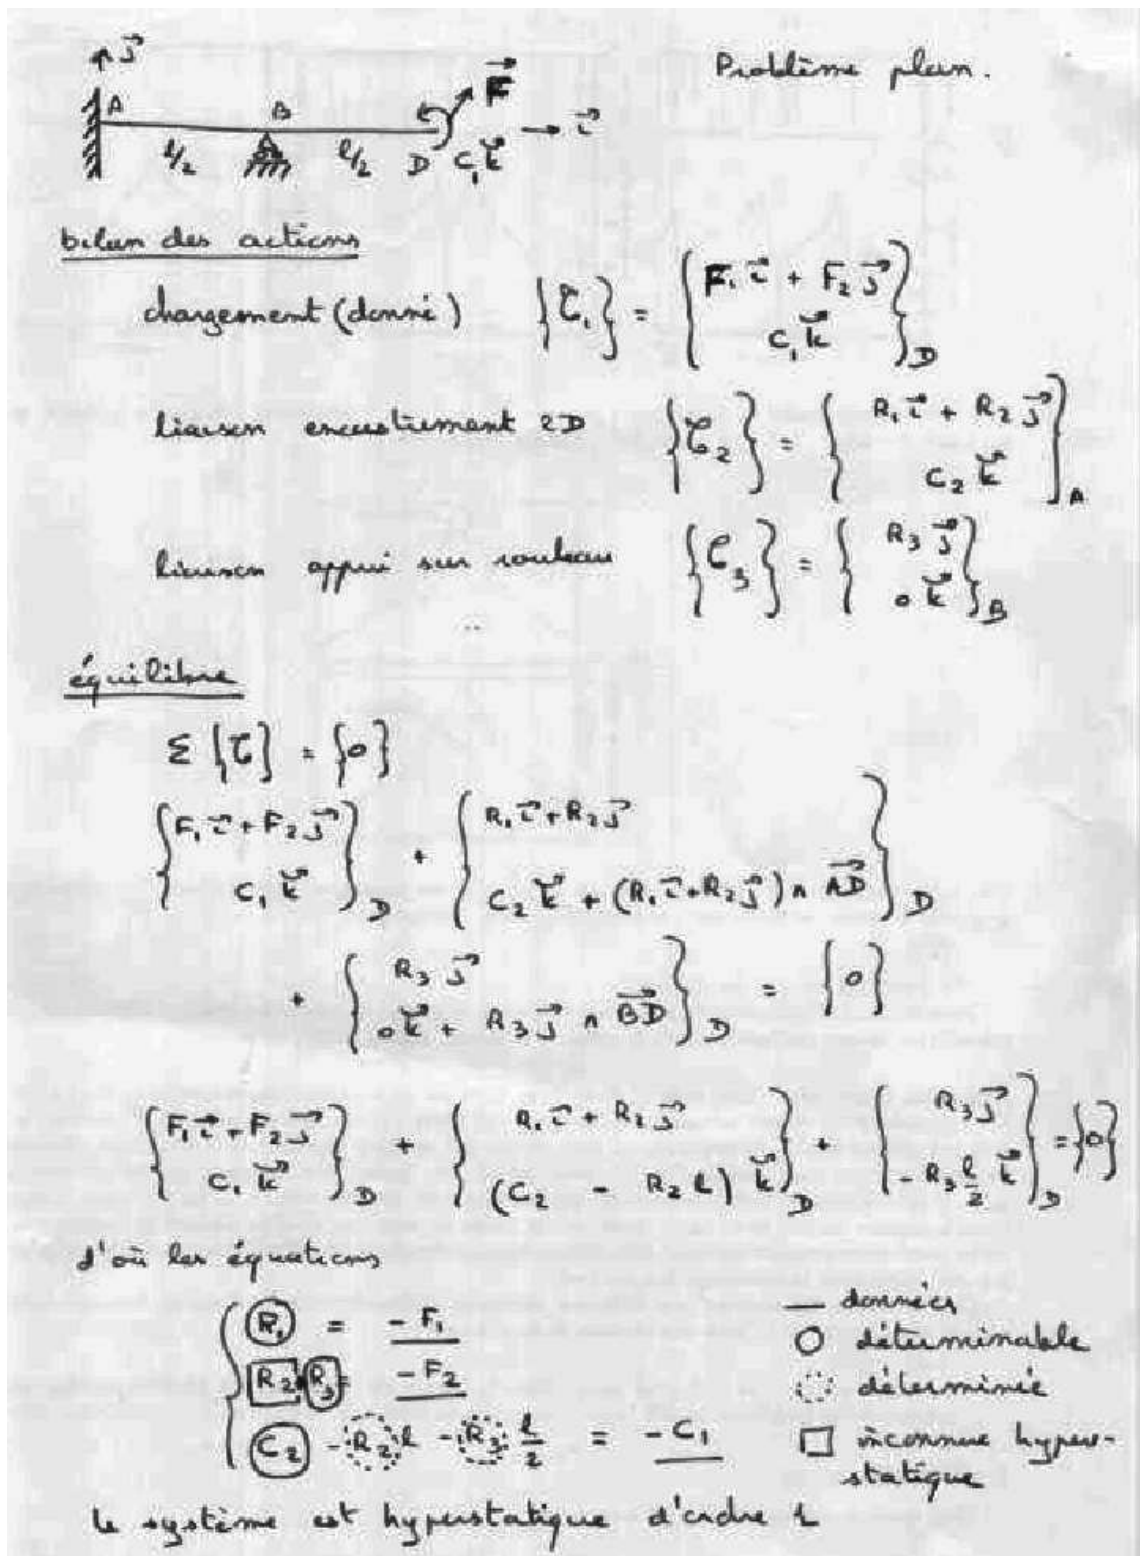 Problème plan.
j⃗
A B F⃗
l/2 l/2 D C₁k⃗ i⃗
bilan des actions
chargement (donné) {𝒯₁} = {F₁ i⃗ + F₂ j⃗
C₁ k⃗}D
liaison encastrement 2D {𝒯₂} = {R₁ i⃗ + R₂ j⃗
C₂ k⃗}A
liaison appui sur rouleau {𝒯₃} = {R₃ j⃗
0 k⃗}B
équilibre
Σ {𝒯} = {0}
{F₁ i⃗ + F₂ j⃗ + {R₁ i⃗ + R₂ j⃗
C₁ k⃗}D C₂ k⃗ + (R₁ i⃗ + R₂ j⃗) ∧ AD⃗}D
+ {R₃ j⃗ = {0}
0 k⃗ + R₃ j⃗ ∧ BD⃗}D
{F₁ i⃗ + F₂ j⃗ + {R₁ i⃗ + R₂ j⃗ + {R₃ j⃗ = {0}
C₁ k⃗}D (C₂ - R₂ l) k⃗}D - R₃ l/2 k⃗}D
d'où les équations
R₁ = - F₁
R₂ + R₃ = - F₂
C₂ - R₂ l - R₃ l/2 = - C₁
données
déterminable
déterminée
inconnue hyper-
statique
le système est hyperstatique d'ordre 1